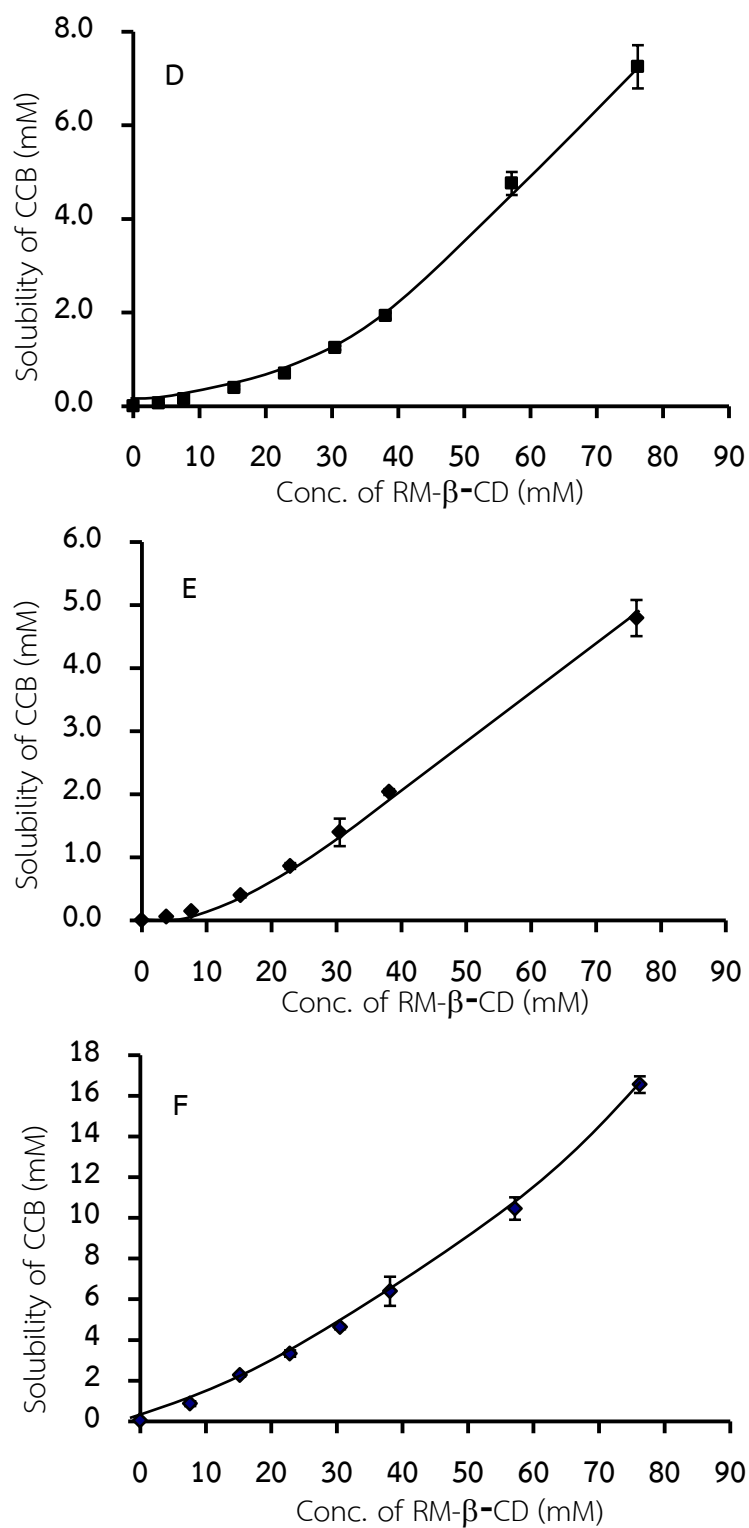 8.0
D
6.0
4.0
2.0
0.0
Solubility of CCB (mM)
0 10 20 30 40 50 60 70 80 90
Conc. of RM-β-CD (mM)
6.0
E
5.0
4.0
3.0
2.0
1.0
0.0
Solubility of CCB (mM)
0 10 20 30 40 50 60 70 80 90
Conc. of RM-β-CD (mM)
18
F
16
14
12
10
8
6
4
2
0
Solubility of CCB (mM)
0 10 20 30 40 50 60 70 80 90
Conc. of RM-β-CD (mM)